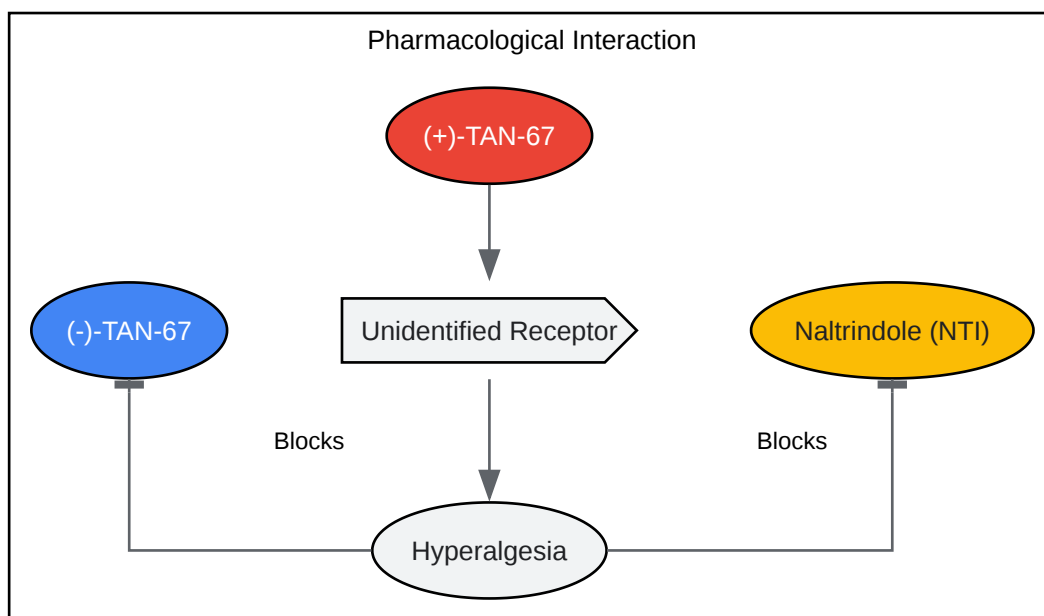 Pharmacological Interaction
(+)-TAN-67
(-)-TAN-67
Unidentified Receptor
Naltrindole (NTI)
Blocks
Blocks
Hyperalgesia